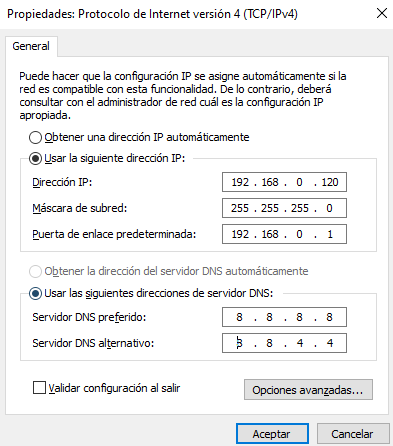 Propiedades: Protocolo de Internet versión 4 (TCP/IPv4)
General
Puede hacer que la configuración IP se asigne automáticamente si la
red es compatible con esta funcionalidad. De lo contrario, deberá
consultar con el administrador de red cuál es la configuración IP
apropiada.
Obtener una dirección IP automáticamente
Usar la siguiente dirección IP:
Dirección IP: 192 . 168 . 0 . 120
Máscara de subred: 255 . 255 . 255 . 0
Puerta de enlace predeterminada: 192 . 168 . 0 . 1
Obtener la dirección del servidor DNS automáticamente
Usar las siguientes direcciones de servidor DNS:
Servidor DNS preferido: 8 . 8 . 8 . 8
Servidor DNS alternativo: 8 . 8 . 4 . 4
Validar configuración al salir
Opciones avanzadas...
Aceptar Cancelar